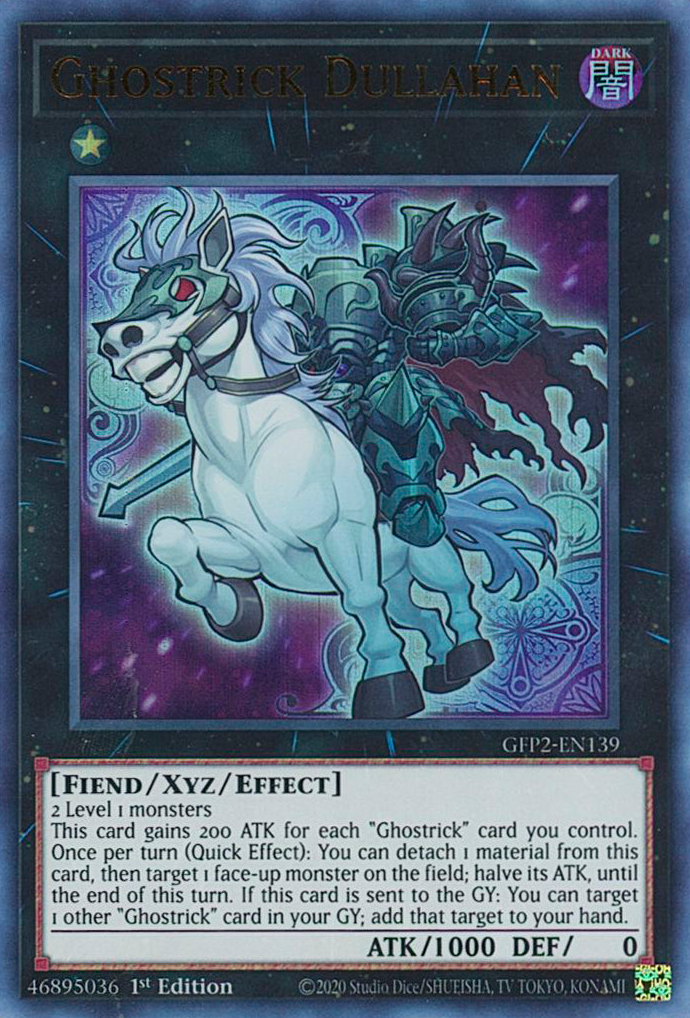 Ghostrick Dullahan
DARK
闇
GFP2-EN139
[Fiend/Xyz/Effect]
2 Level 1 monsters
This card gains 200 ATK for each "Ghostrick" card you control.
Once per turn (Quick Effect): You can detach 1 material from this
card, then target 1 face-up monster on the field; halve its ATK, until
the end of this turn. If this card is sent to the GY: You can target
1 other "Ghostrick" card in your GY; add that target to your hand.
ATK/1000 DEF/ 0
46895036 1st Edition ©2020 Studio Dice/SHUEISHA, TV TOKYO, KONAMI